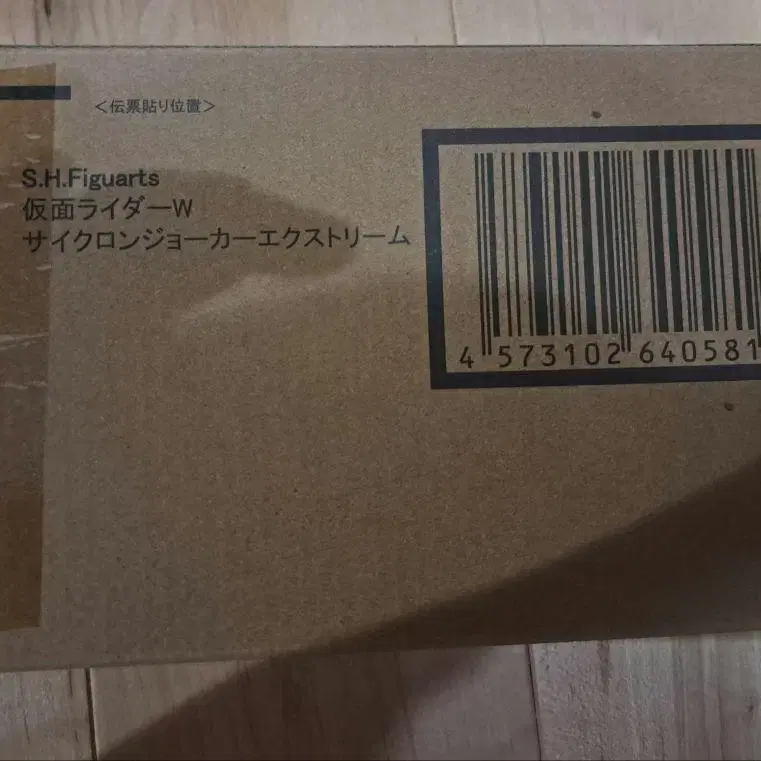 <伝票貼り位置>
S.H.Figuarts
仮面ライダーW
サイクロンジョーカーエクストリーム
4 573102 640581